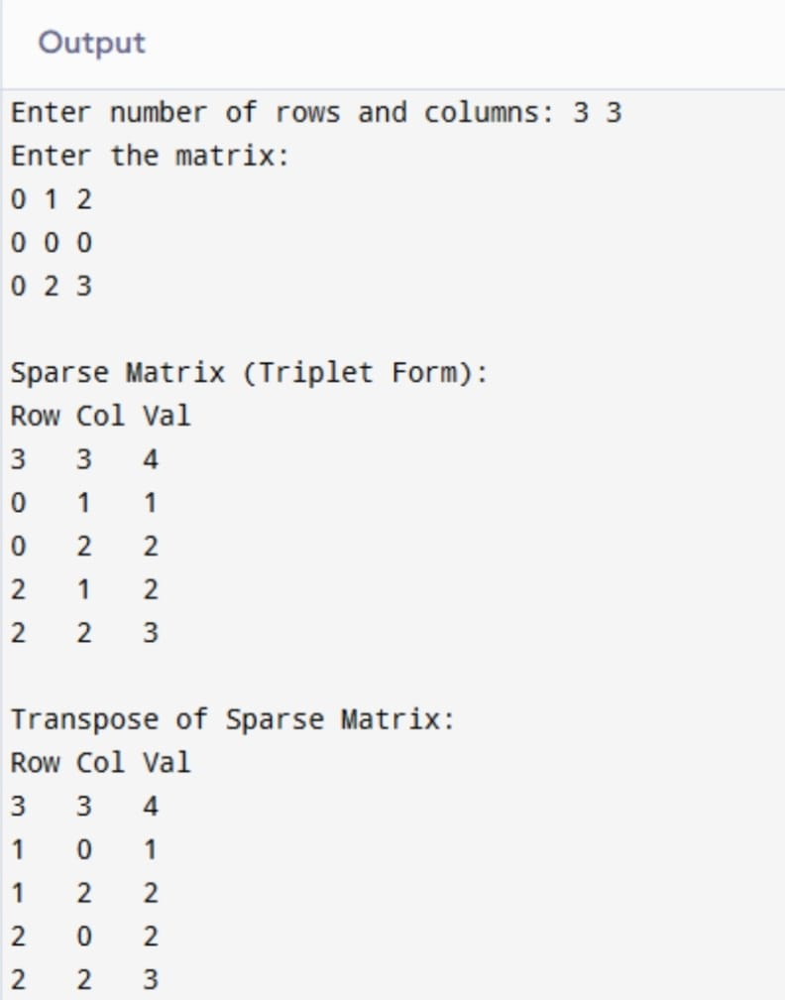 Output
Enter number of rows and columns: 3 3
Enter the matrix:
0 1 2
0 0 0
0 2 3
Sparse Matrix (Triplet Form):
Row Col Val
3 3 4
0 1 1
0 2 2
2 1 2
2 2 3
Transpose of Sparse Matrix:
Row Col Val
3 3 4
1 0 1
1 2 2
2 0 2
2 2 3